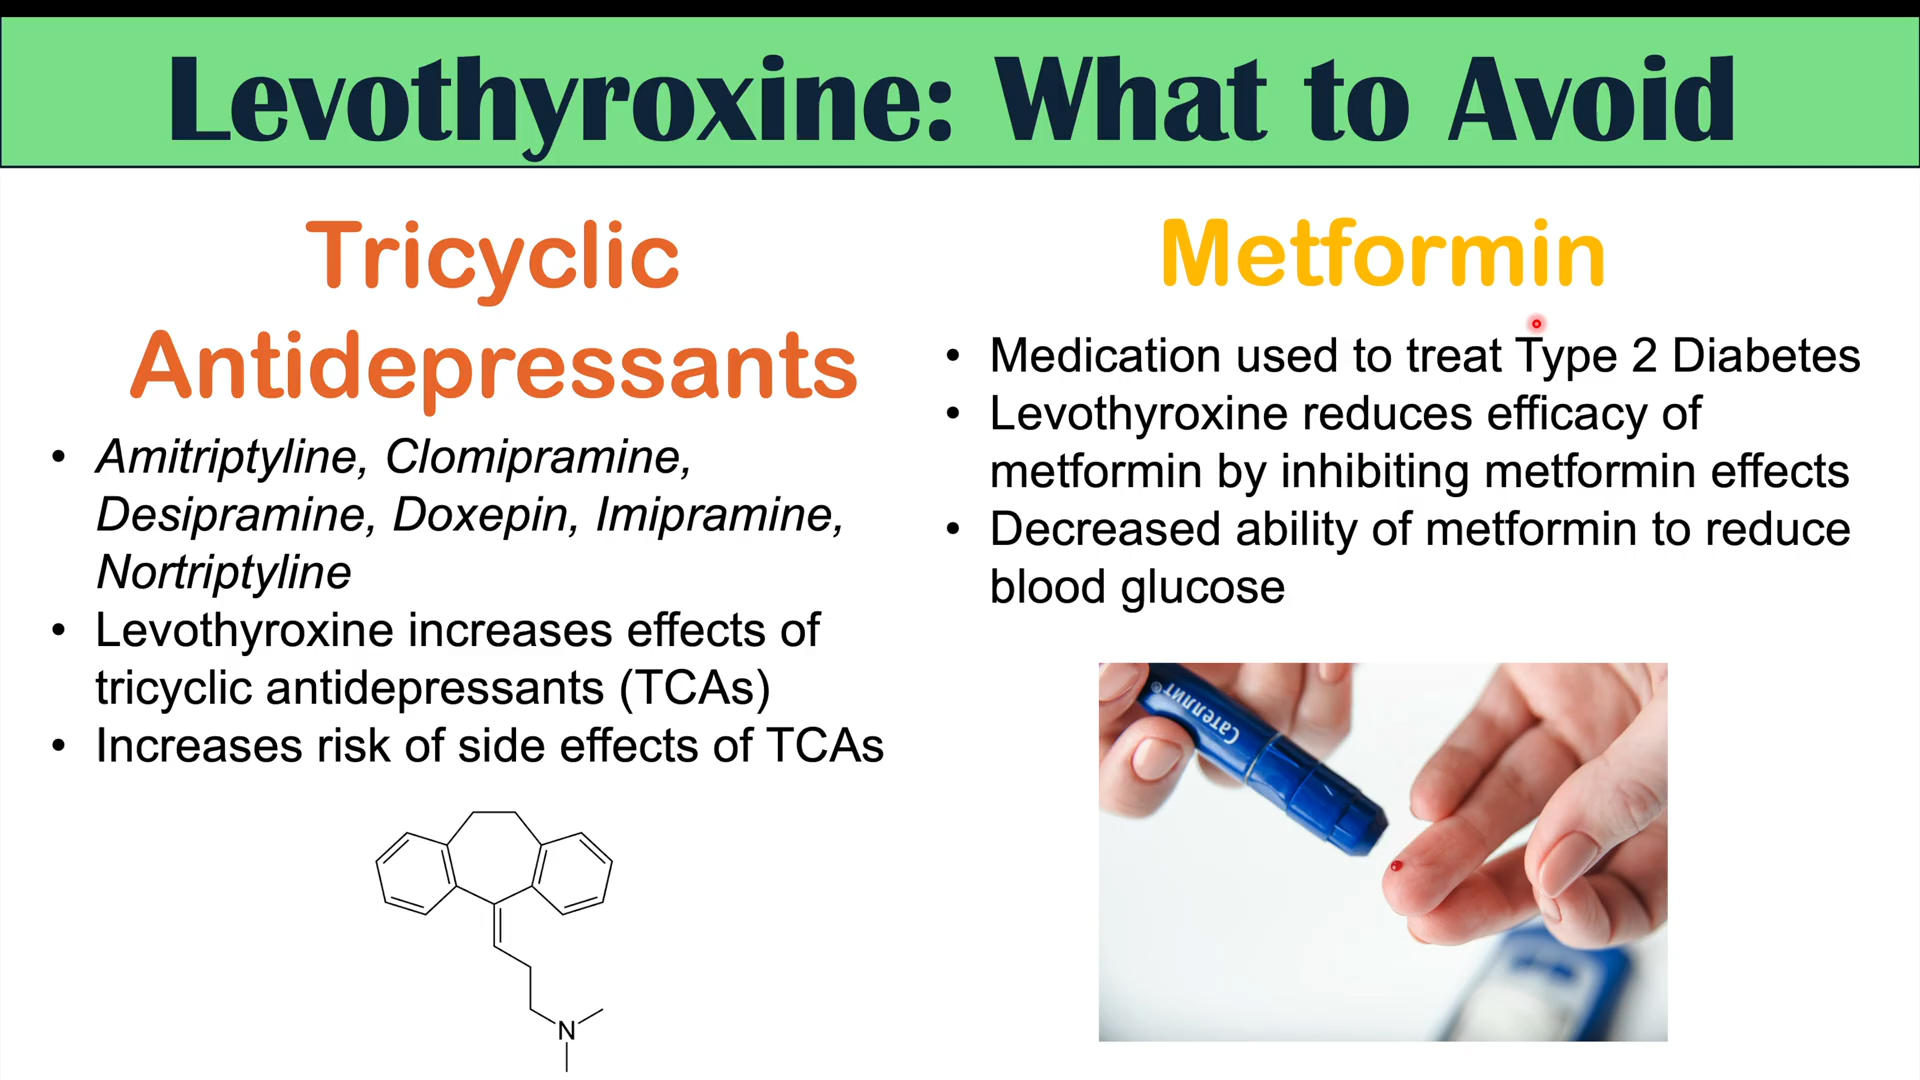 Levothyroxine: What to Avoid
Tricyclic
Antidepressants
• Amitriptyline, Clomipramine,
Desipramine, Doxepin, Imipramine,
Nortriptyline
• Levothyroxine increases effects of
tricyclic antidepressants (TCAs)
• Increases risk of side effects of TCAs
N
Metformin
• Medication used to treat Type 2 Diabetes
• Levothyroxine reduces efficacy of
metformin by inhibiting metformin effects
• Decreased ability of metformin to reduce
blood glucose
Сателлит®